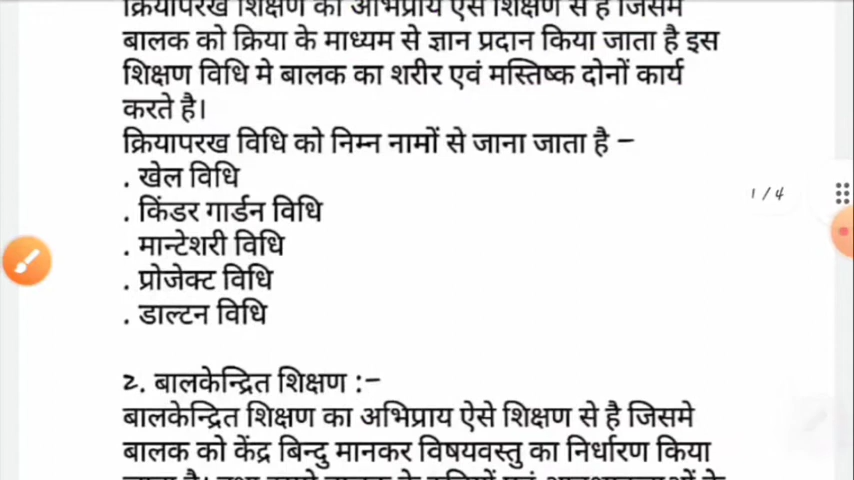 क्रियापरख शिक्षण का अभिप्राय ऐसे शिक्षण से है जिसमे
बालक को क्रिया के माध्यम से ज्ञान प्रदान किया जाता है इस
शिक्षण विधि मे बालक का शरीर एवं मस्तिष्क दोनों कार्य
करते है।
क्रियापरख विधि को निम्न नामों से जाना जाता है –
. खेल विधि
. किंडर गार्डन विधि
1 / 4
. मान्टेशरी विधि
. प्रोजेक्ट विधि
. डाल्टन विधि
2. बालकेन्द्रित शिक्षण :–
बालकेन्द्रित शिक्षण का अभिप्राय ऐसे शिक्षण से है जिसमे
बालक को केंद्र बिन्दु मानकर विषयवस्तु का निर्धारण किया